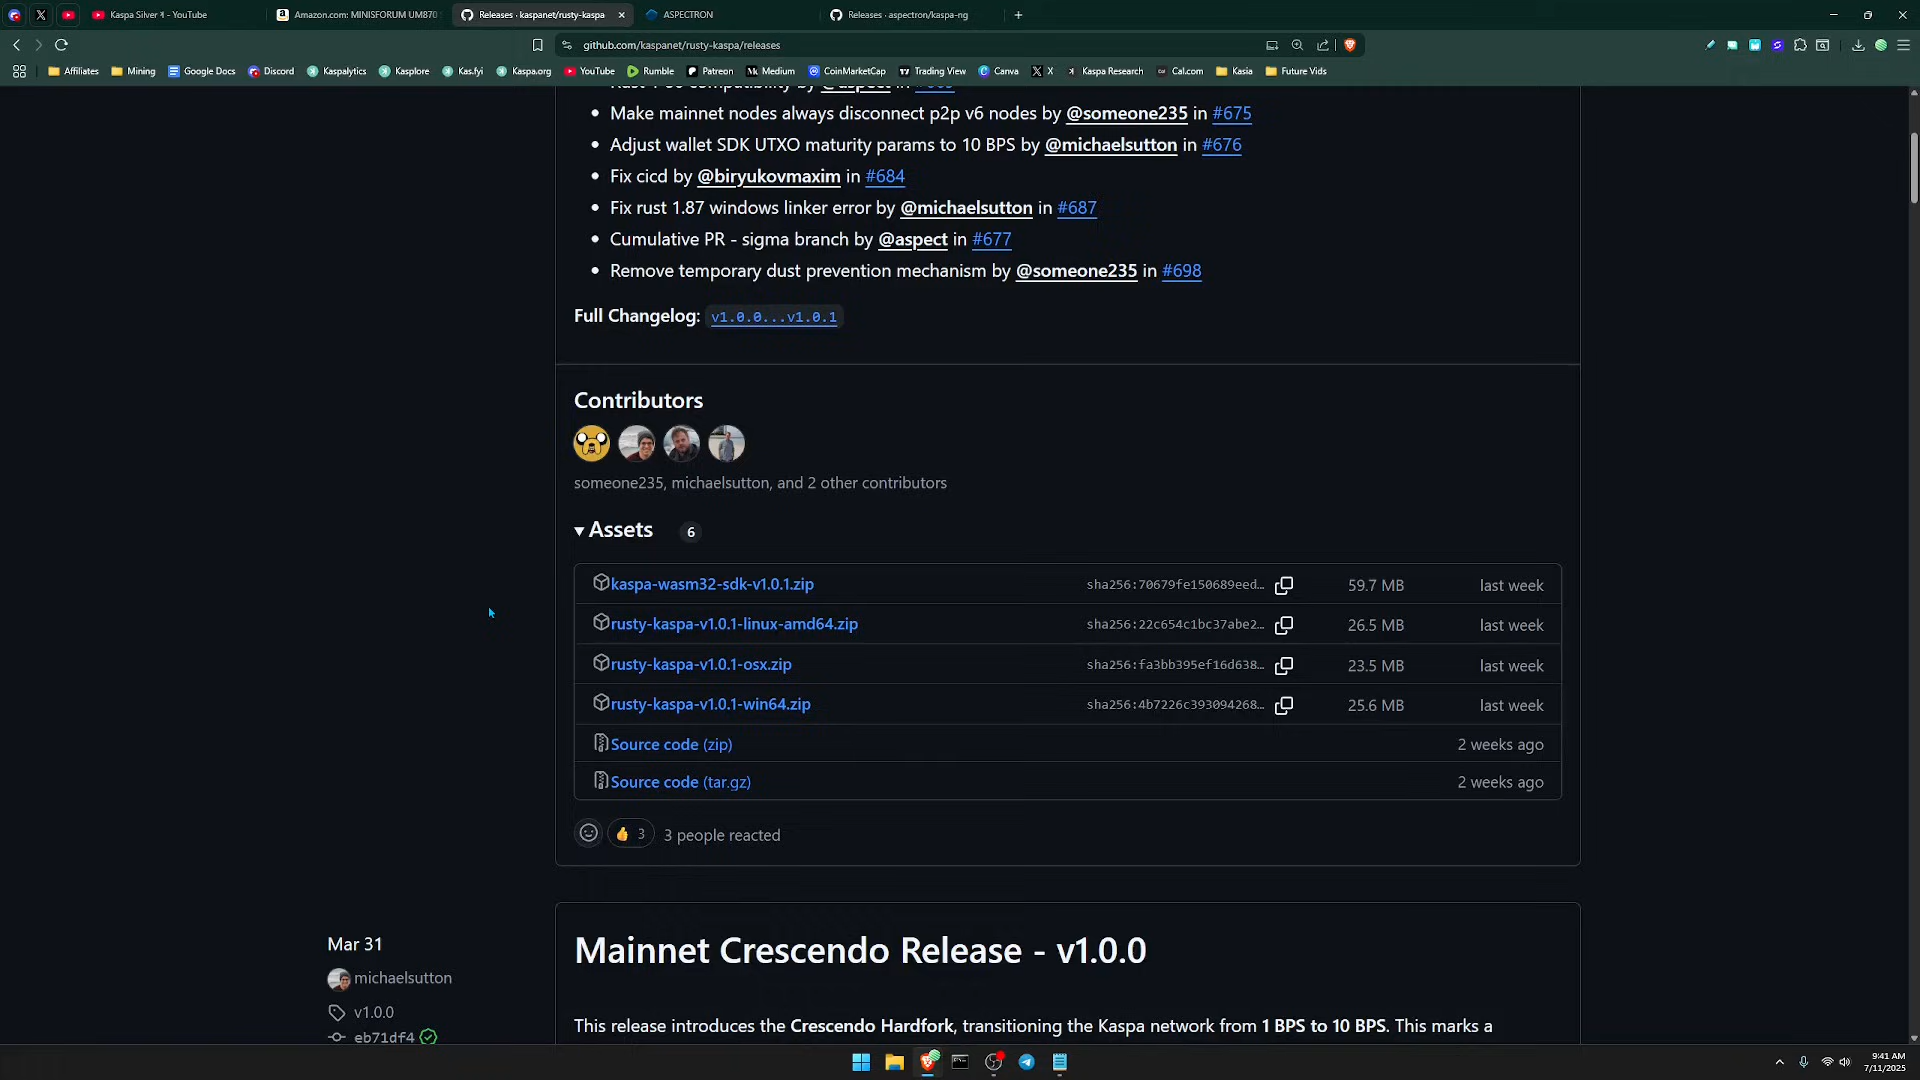 Kaspa Silver 𐤊 - YouTube
Amazon.com: MINISFORUM UM870
Releases · kaspanet/rusty-kaspa
ASPECTRON
Releases · aspectron/kaspa-ng
github.com/kaspanet/rusty-kaspa/releases
Affiliates
Mining
Google Docs
Discord
Kaspalytics
Kasplore
Kas.fyi
Kaspa.org
YouTube
Rumble
Patreon
Medium
CoinMarketCap
Trading View
Canva
X
Kaspa Research
Cal.com
Kasia
Future Vids
Make mainnet nodes always disconnect p2p v6 nodes by @someone235 in #675
Adjust wallet SDK UTXO maturity params to 10 BPS by @michaelsutton in #676
Fix cicd by @biryukovmaxim in #684
Fix rust 1.87 windows linker error by @michaelsutton in #687
Cumulative PR - sigma branch by @aspect in #677
Remove temporary dust prevention mechanism by @someone235 in #698
Full Changelog: v1.0.0...v1.0.1
Contributors
someone235, michaelsutton, and 2 other contributors
Assets 6
kaspa-wasm32-sdk-v1.0.1.zip sha256:70679fe150689eed… 59.7 MB last week
rusty-kaspa-v1.0.1-linux-amd64.zip sha256:22c654c1bc37abe2… 26.5 MB last week
rusty-kaspa-v1.0.1-osx.zip sha256:fa3bb395ef16d638… 23.5 MB last week
rusty-kaspa-v1.0.1-win64.zip sha256:4b7226c393094268… 25.6 MB last week
Source code (zip) 2 weeks ago
Source code (tar.gz) 2 weeks ago
3 3 people reacted
Mar 31
michaelsutton
v1.0.0
eb71df4
Mainnet Crescendo Release - v1.0.0
This release introduces the Crescendo Hardfork, transitioning the Kaspa network from 1 BPS to 10 BPS. This marks a
9:41 AM
7/11/2025